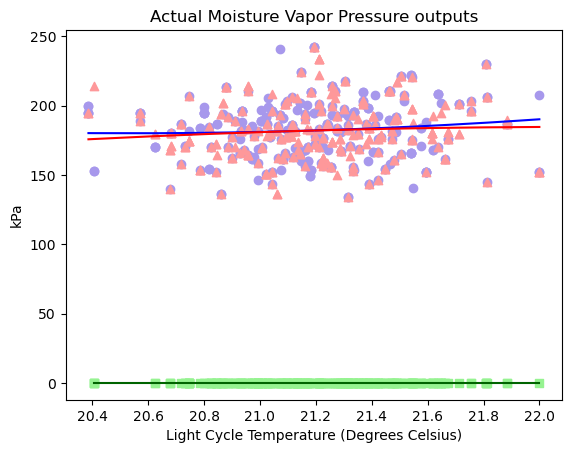 Actual Moisture Vapor Pressure outputs
250
200
150
100
50
0
kPa
20.4 20.6 20.8 21.0 21.2 21.4 21.6 21.8 22.0
Light Cycle Temperature (Degrees Celsius)